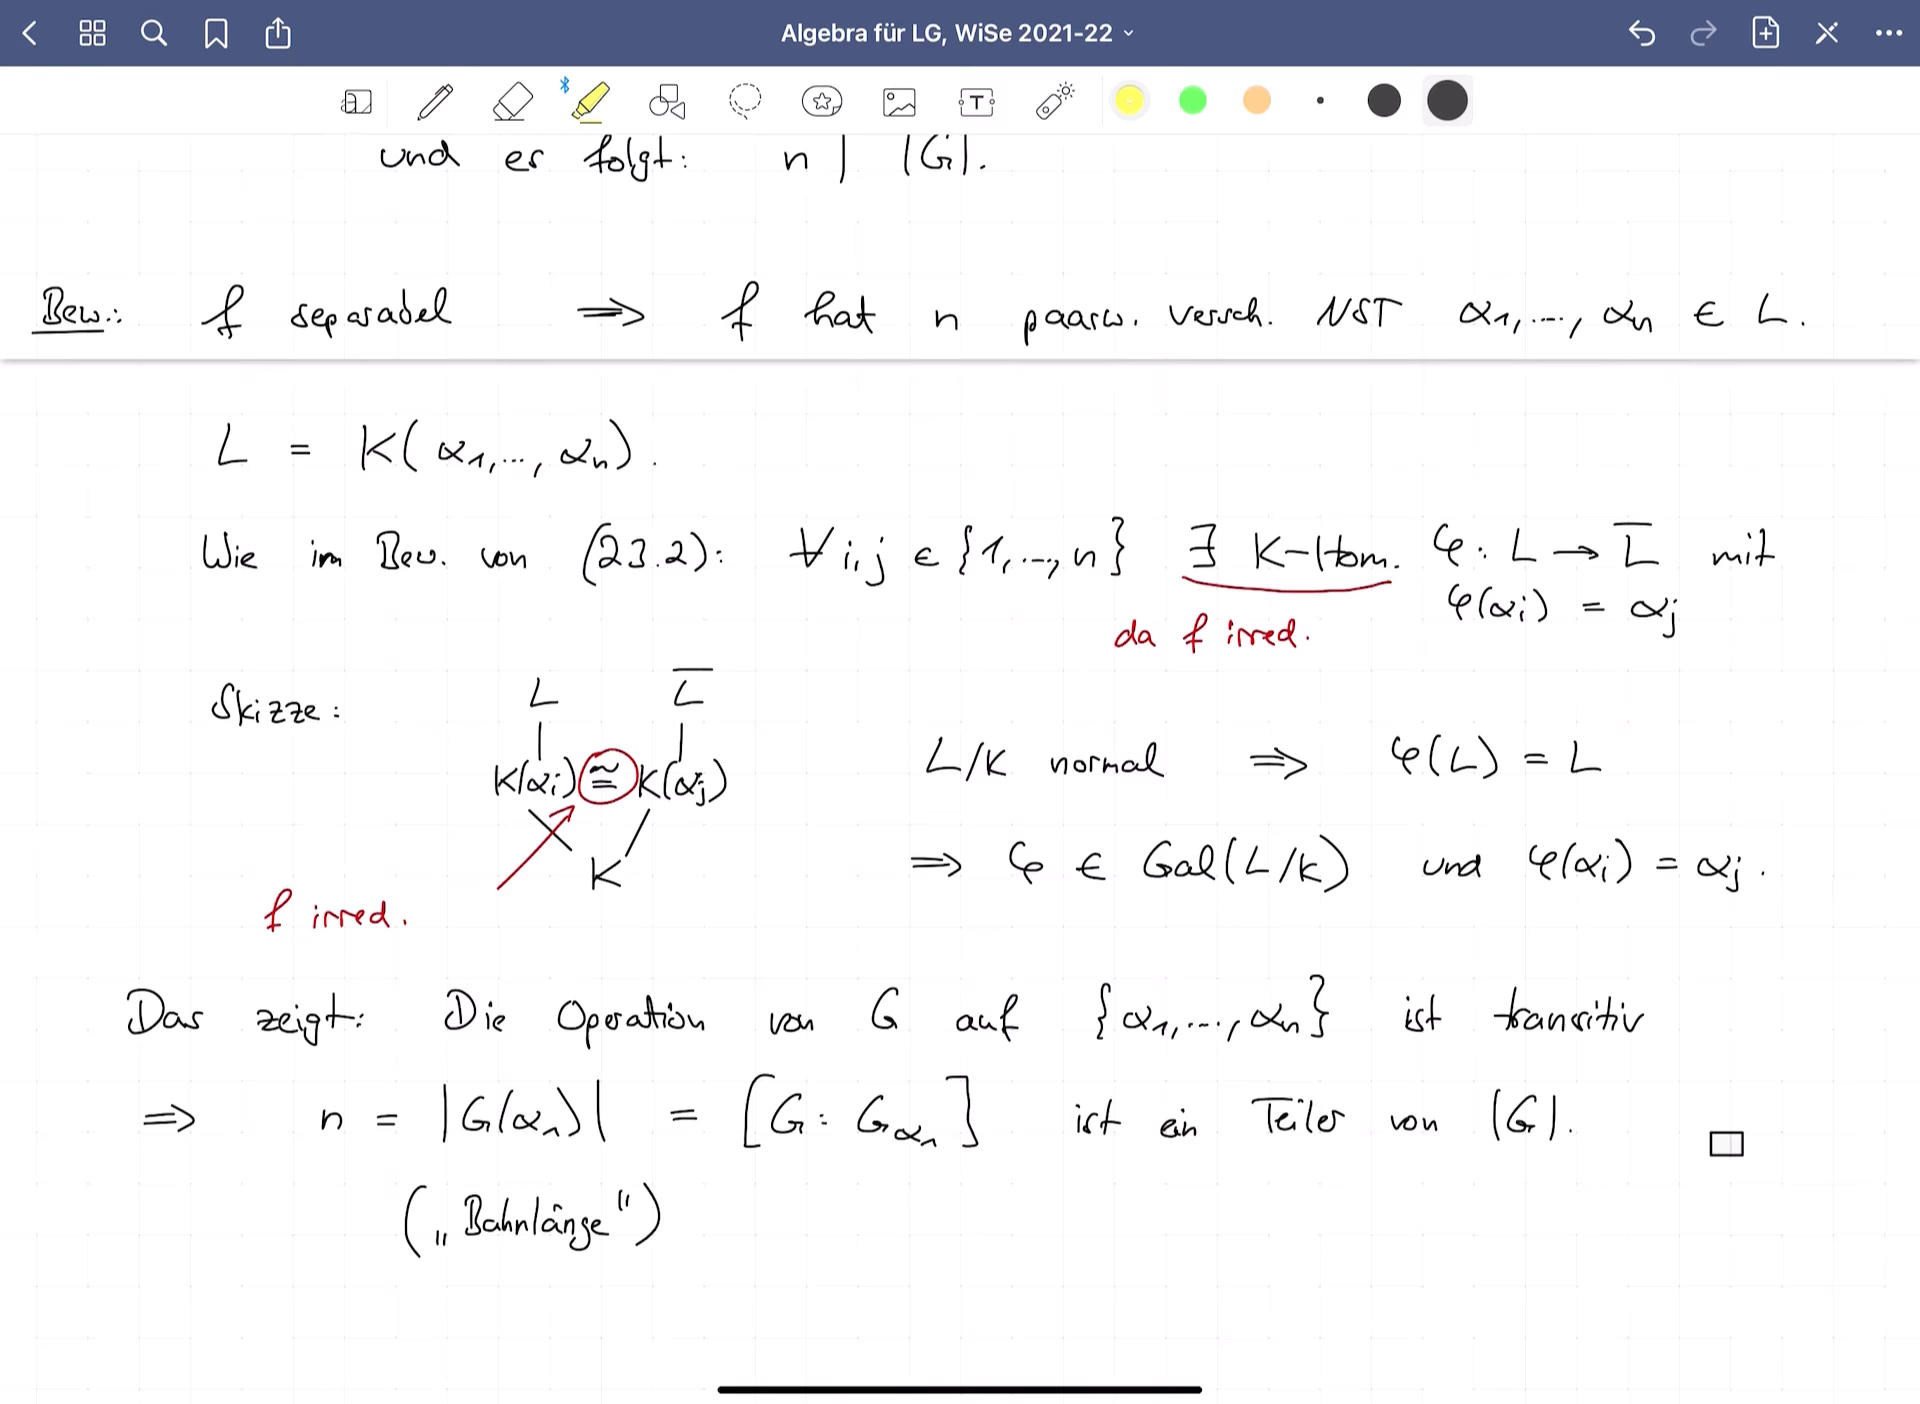 Algebra für LG, WiSe 2021-22
und es folgt: n | |G|.
Bew.: f separabel ⟹ f hat n paarw. versch. NST α₁,...,αₙ ∈ L.
L = K(α₁,...,αₙ).
Wie im Bew. von (23.2): ∀ i,j ∈ {1,...,n} ∃ K-Hom. φ: L → L̅ mit
φ(αi) = αj
da f irred.
Skizze:
L L̅
K(αi) ≅ K(αj)
K
f irred.
L/K normal ⟹ φ(L) = L
⟹ φ ∈ Gal(L/K) und φ(αi) = αj.
Das zeigt: Die Operation von G auf {α₁,...,αₙ} ist transitiv
⟹ n = |G(α₁)| = [G : G_α₁] ist ein Teiler von |G|. □
(„Bahnlänge")